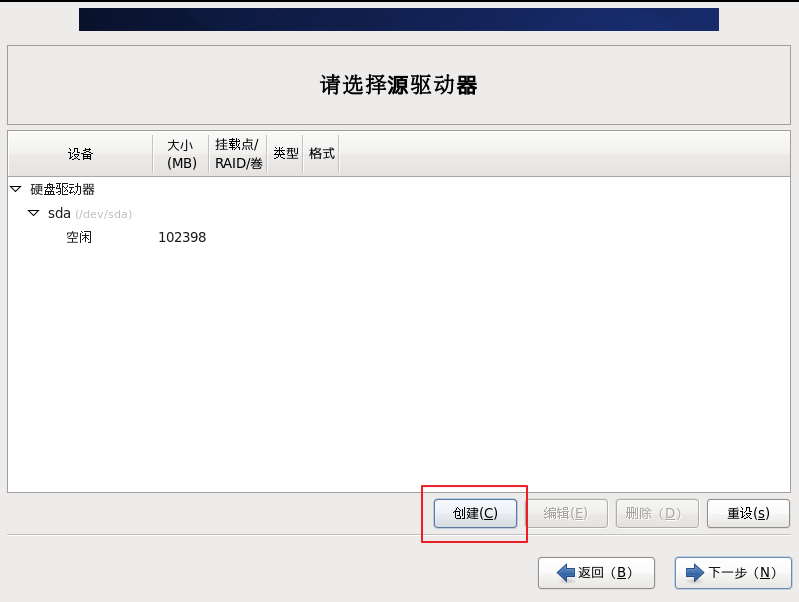 请选择源驱动器
设备
大小
(MB)
挂载点/
RAID/卷
类型
格式
硬盘驱动器
sda (/dev/sda)
空闲 102398
创建(C) 编辑(E) 删除（D） 重设(s)
返回（B） 下一步（N）